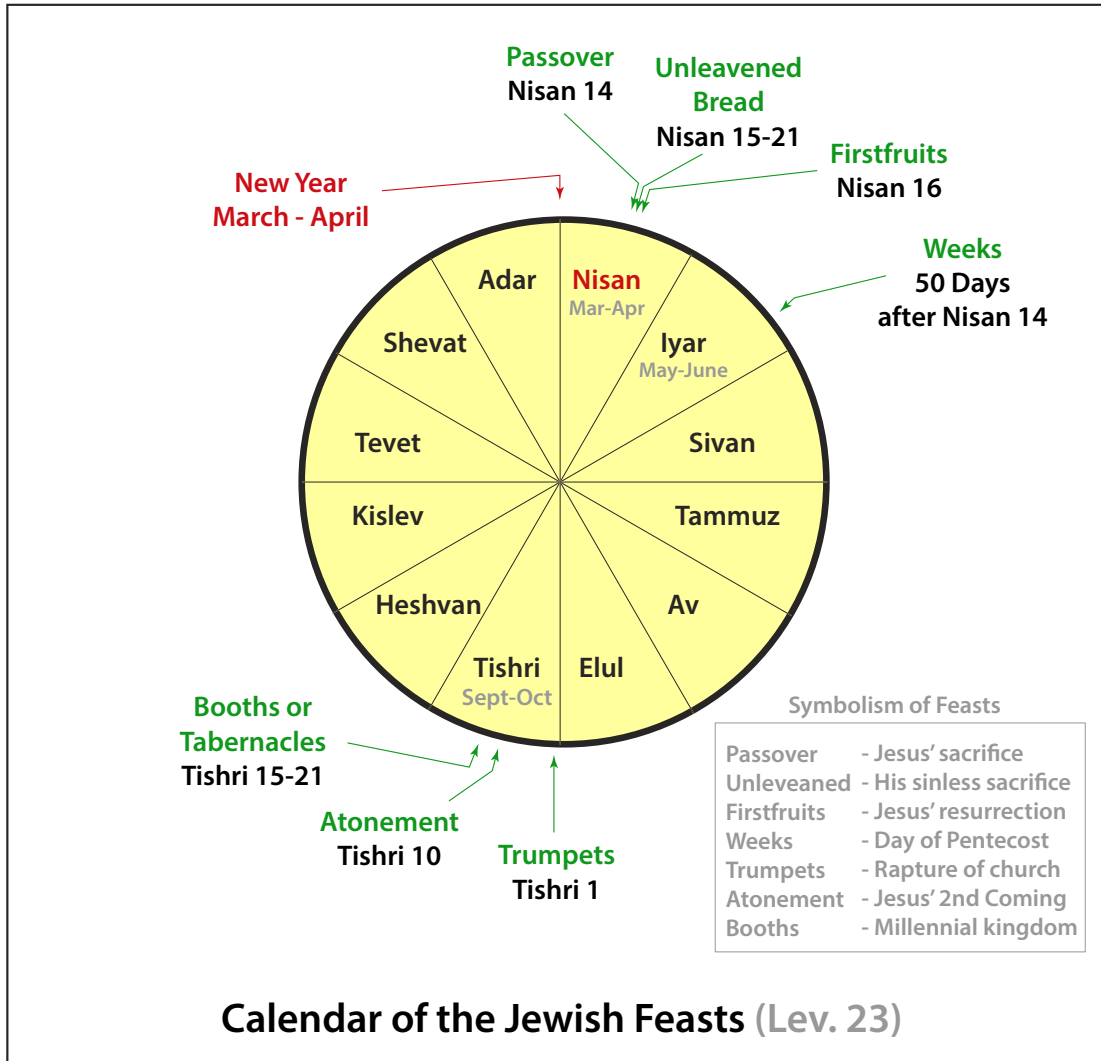 Passover
Nisan 14
Unleavened
Bread
Nisan 15-21
Firstfruits
Nisan 16
New Year
March - April
Weeks
50 Days
after Nisan 14
Adar
Nisan
Mar-Apr
Shevat
Iyar
May-June
Tevet
Sivan
Kislev
Tammuz
Heshvan
Av
Tishri
Sept-Oct
Elul
Booths or
Tabernacles
Tishri 15-21
Atonement
Tishri 10
Trumpets
Tishri 1
Symbolism of Feasts
Passover - Jesus' sacrifice
Unleveaned - His sinless sacrifice
Firstfruits - Jesus' resurrection
Weeks - Day of Pentecost
Trumpets - Rapture of church
Atonement - Jesus' 2nd Coming
Booths - Millennial kingdom
Calendar of the Jewish Feasts (Lev. 23)